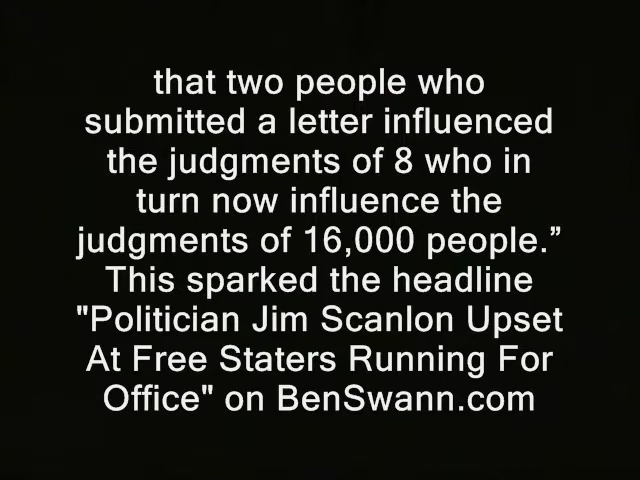 that two people who
submitted a letter influenced
the judgments of 8 who in
turn now influence the
judgments of 16,000 people.”
This sparked the headline
"Politician Jim Scanlon Upset
At Free Staters Running For
Office" on BenSwann.com